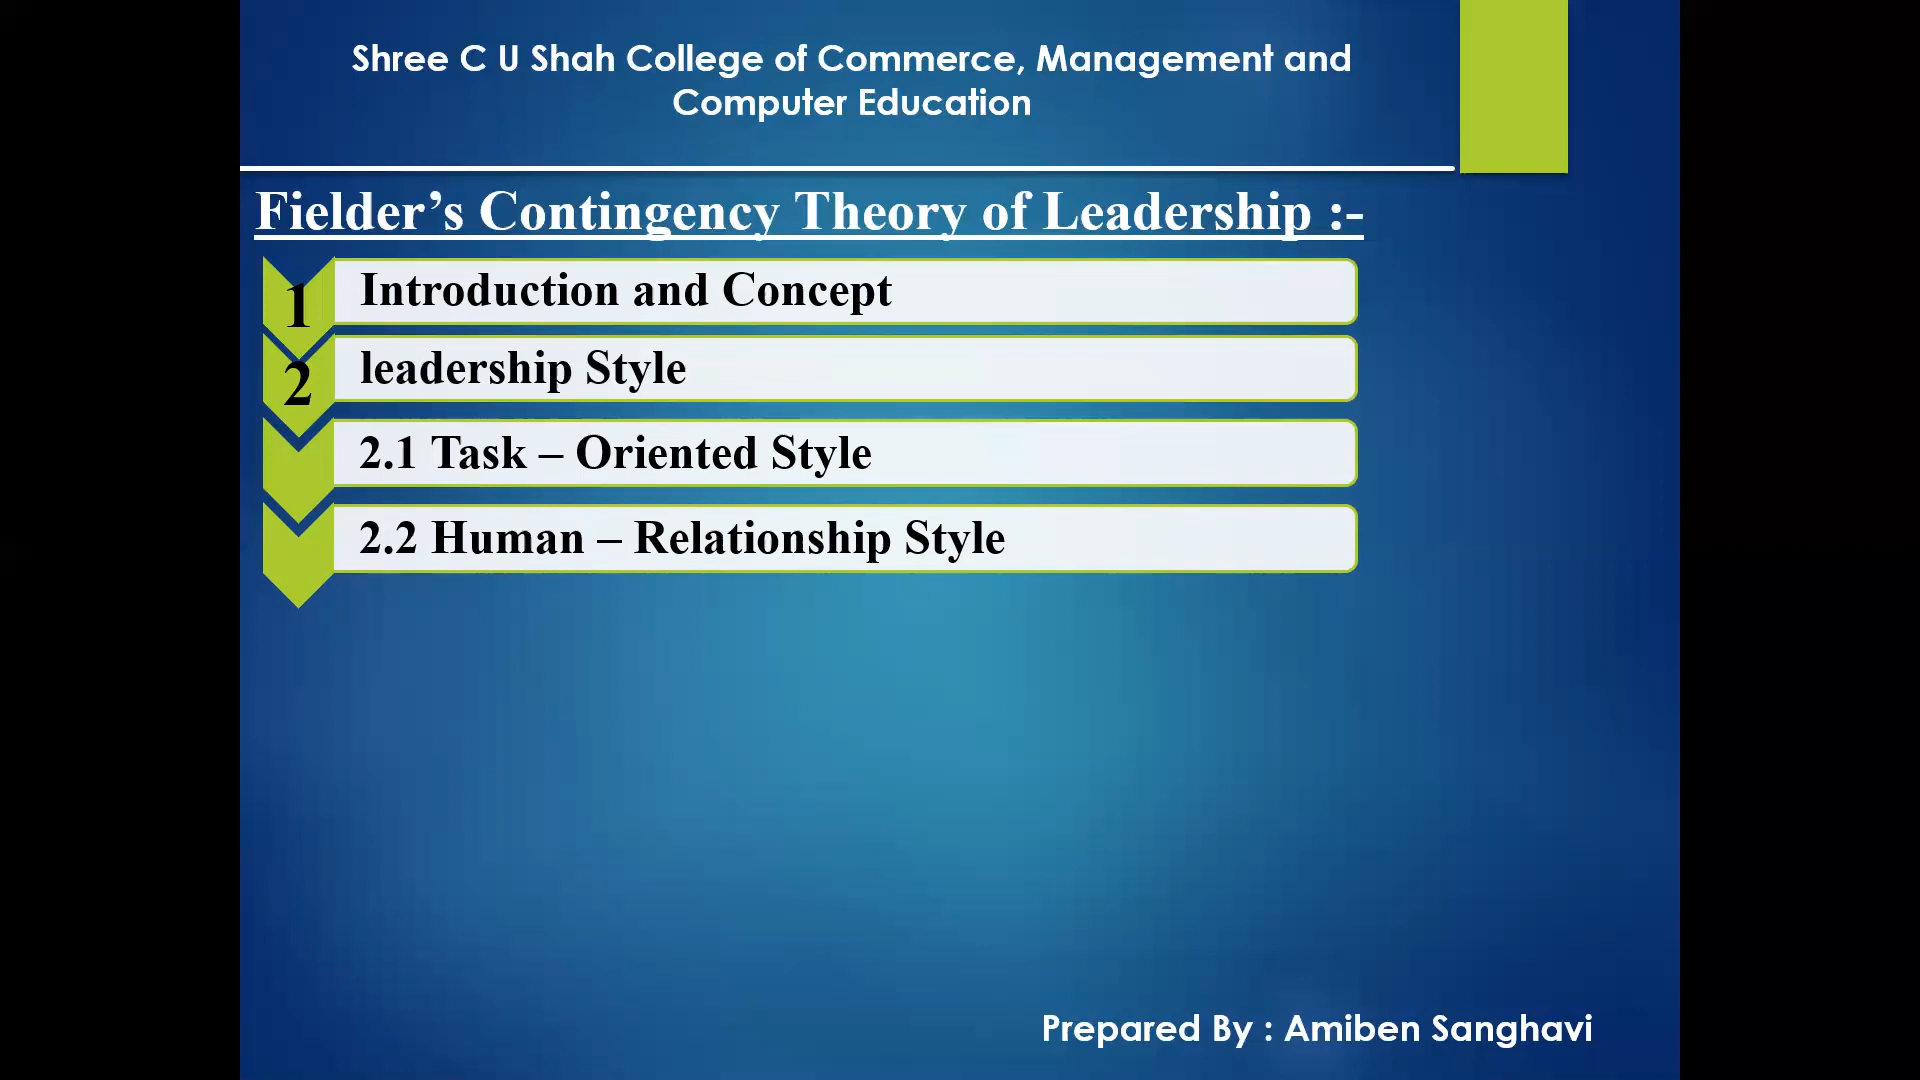 Shree C U Shah College of Commerce, Management and
Computer Education
Fielder’s Contingency Theory of Leadership :-
1 Introduction and Concept
2 leadership Style
2.1 Task – Oriented Style
2.2 Human – Relationship Style
Prepared By : Amiben Sanghavi